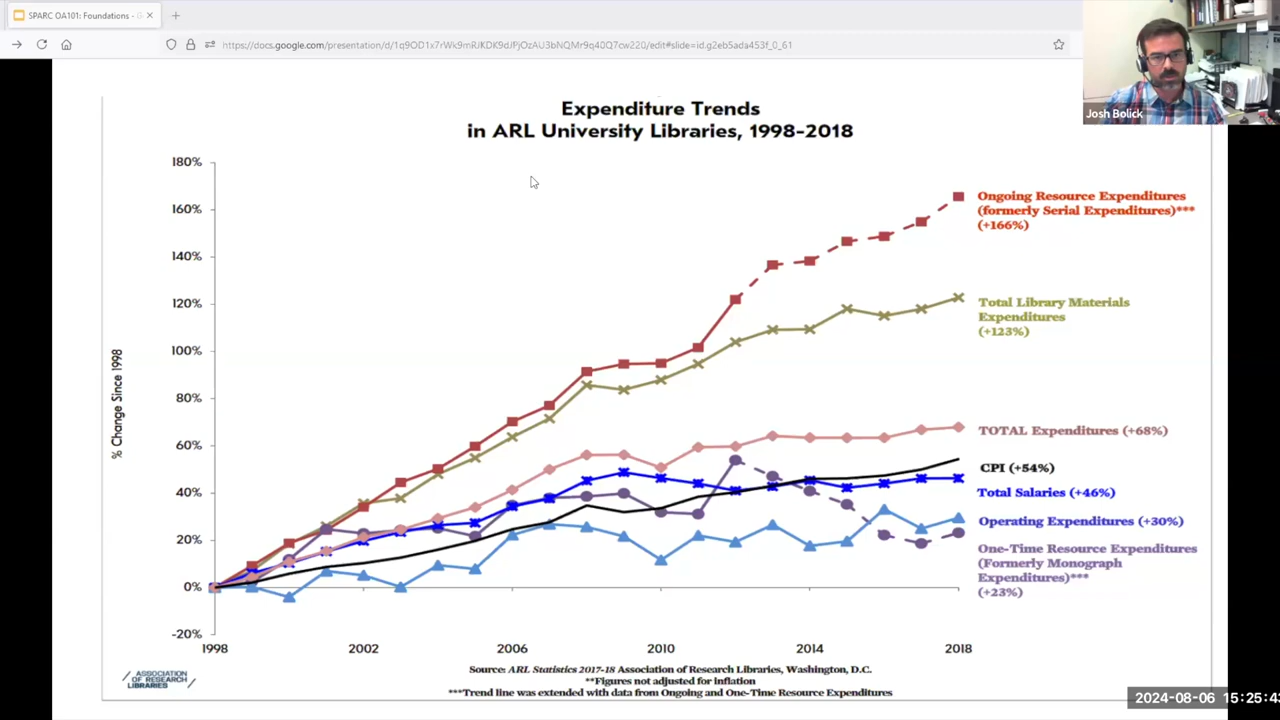 SPARC OA101: Foundations - G
https://docs.google.com/presentation/d/
/edit#slide=id.g2eb5ada453f_0_61
Josh Bolick
Expenditure Trends
in ARL University Libraries, 1998-2018
180%
160%
140%
120%
100%
80%
60%
40%
20%
0%
-20%
% Change Since 1998
1998
2002
2006
2010
2014
2018
Ongoing Resource Expenditures
(formerly Serial Expenditures)***
(+166%)
Total Library Materials
Expenditures
(+123%)
TOTAL Expenditures (+68%)
CPI (+54%)
Total Salaries (+46%)
Operating Expenditures (+30%)
One-Time Resource Expenditures
(Formerly Monograph
Expenditures)***
(+23%)
Source: ARL Statistics 2017-18 Association of Research Libraries, Washington, D.C.
**Figures not adjusted for inflation
***Trend line was extended with data from Ongoing and One-Time Resource Expenditures
ASSOCIATION
OF RESEARCH
LIBRARIES
2024-08-06 15:25:4